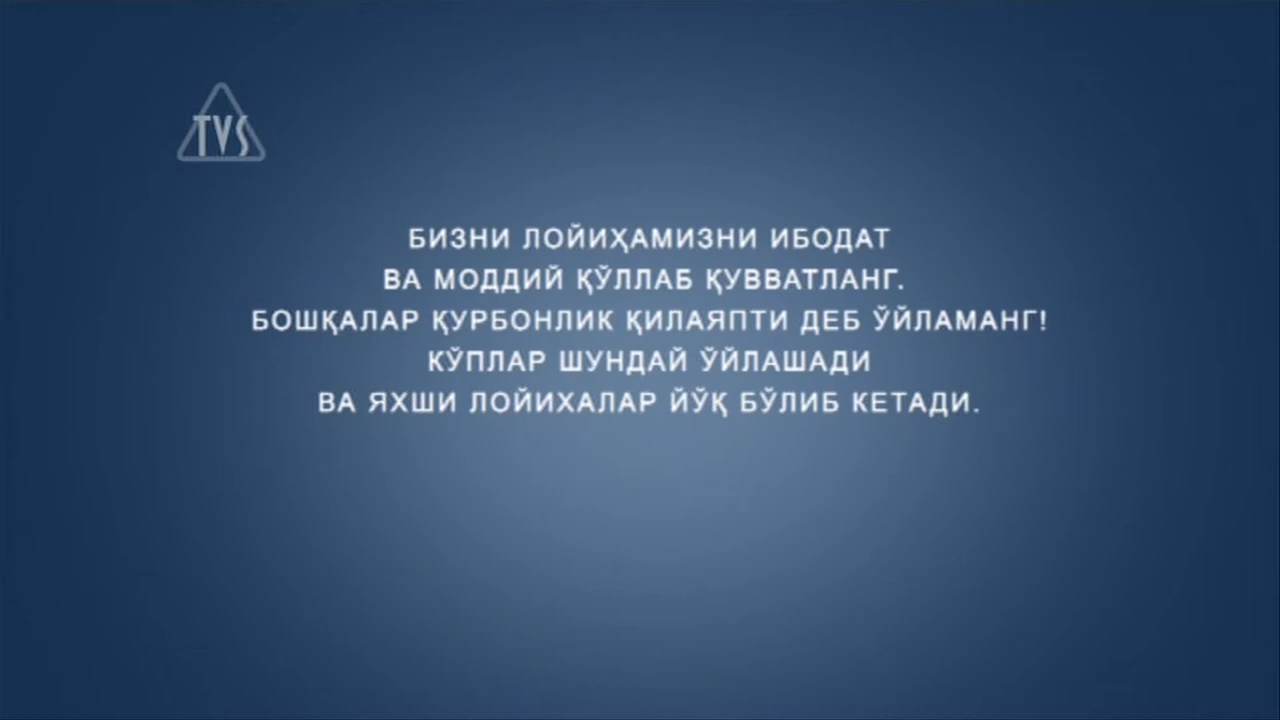 TVS
БИЗНИ ЛОЙИҲАМИЗНИ ИБОДАТ
ВА МОДДИЙ ҚЎЛЛАБ ҚУВВАТЛАНГ.
БОШҚАЛАР ҚУРБОНЛИК ҚИЛАЯПТИ ДЕБ ЎЙЛАМАНГ!
КЎПЛАР ШУНДАЙ ЎЙЛАШАДИ
ВА ЯХШИ ЛОЙИХАЛАР ЙЎҚ БЎЛИБ КЕТАДИ.